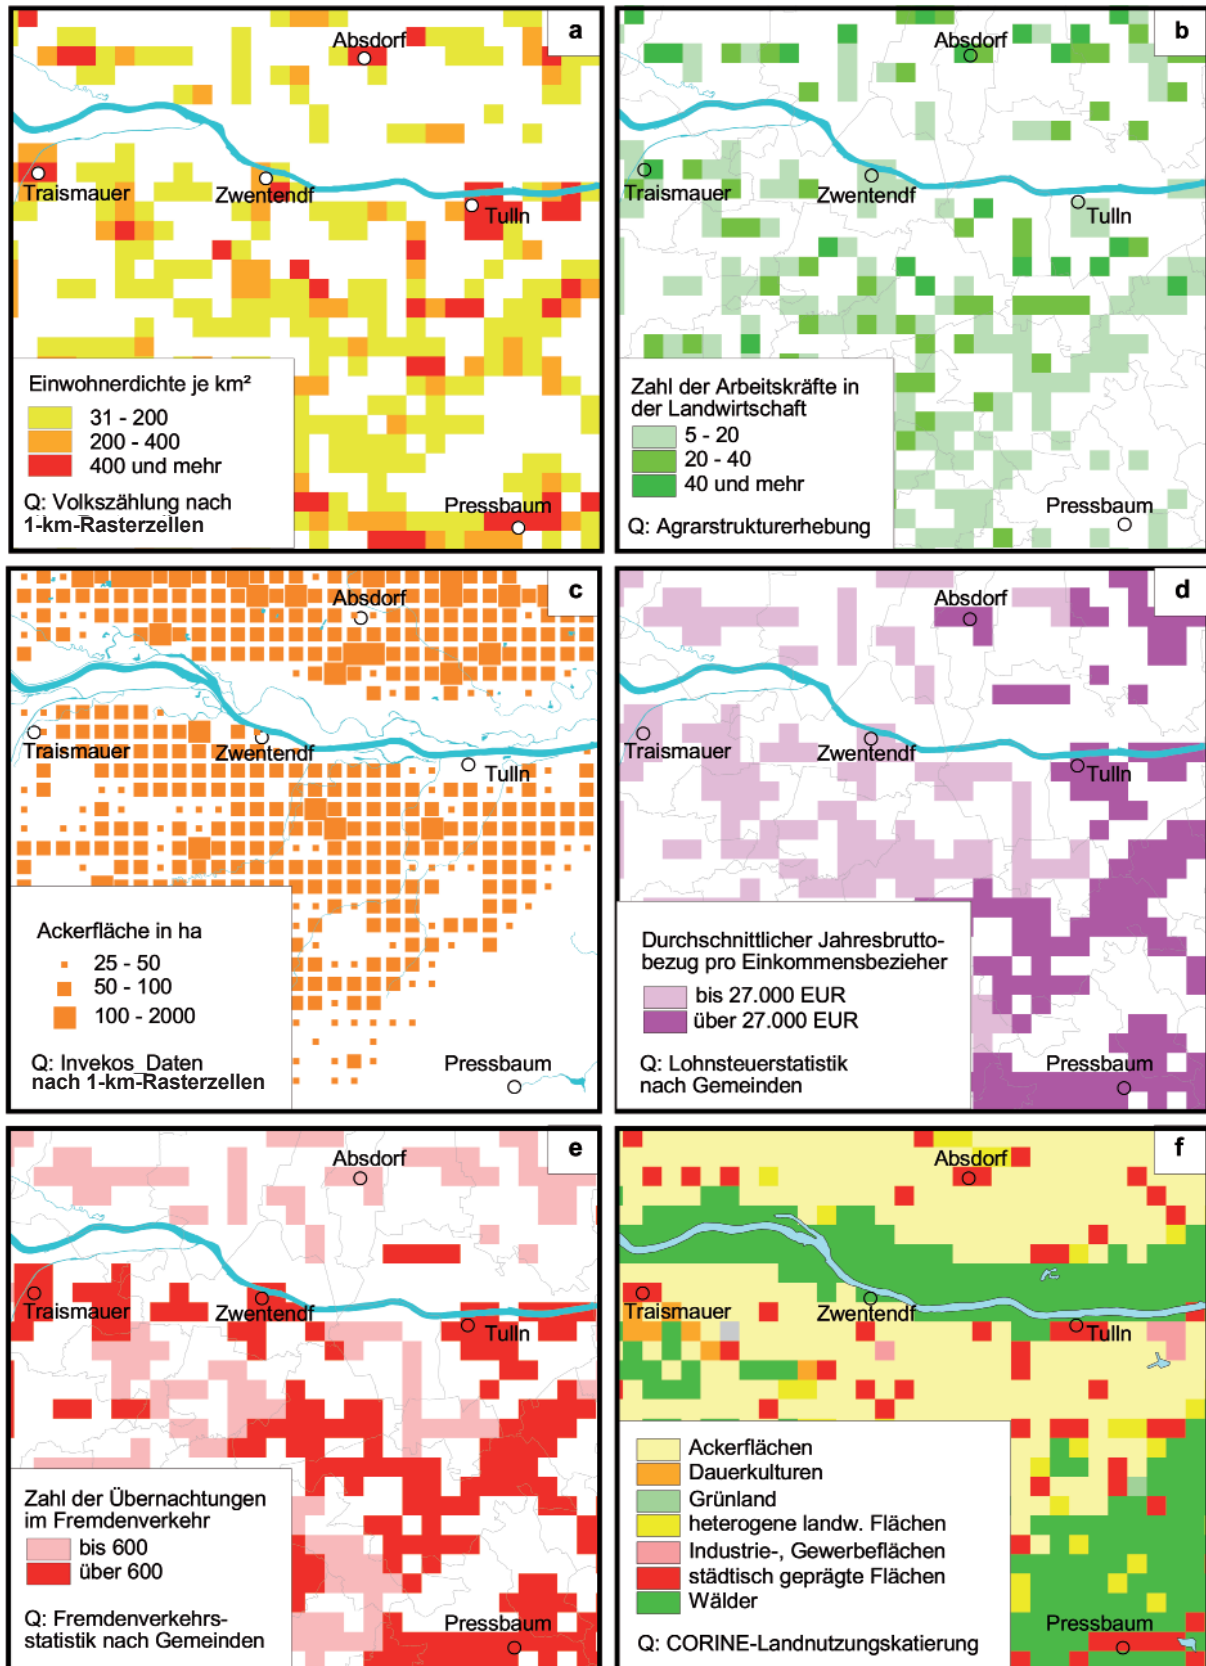 a
Absdorf
Traismauer
Zwentendf
Tulln
Pressbaum
Einwohnerdichte je km²
31 - 200
200 - 400
400 und mehr
Q: Volkszählung nach
1-km-Rasterzellen
b
Absdorf
Traismauer
Zwentendf
Tulln
Pressbaum
Zahl der Arbeitskräfte in
der Landwirtschaft
5 - 20
20 - 40
40 und mehr
Q: Agrarstrukturerhebung
c
Absdorf
Traismauer
Zwentendf
Tulln
Pressbaum
Ackerfläche in ha
25 - 50
50 - 100
100 - 2000
Q: Invekos_Daten
nach 1-km-Rasterzellen
d
Absdorf
Traismauer
Zwentendf
Tulln
Pressbaum
Durchschnittlicher Jahresbrutto-
bezug pro Einkommensbezieher
bis 27.000 EUR
über 27.000 EUR
Q: Lohnsteuerstatistik
nach Gemeinden
e
Absdorf
Traismauer
Zwentendf
Tulln
Pressbaum
Zahl der Übernachtungen
im Fremdenverkehr
bis 600
über 600
Q: Fremdenverkehrs-
statistik nach Gemeinden
f
Absdorf
Traismauer
Zwentendf
Tulln
Pressbaum
Ackerflächen
Dauerkulturen
Grünland
heterogene landw. Flächen
Industrie-, Gewerbeflächen
städtisch geprägte Flächen
Wälder
Q: CORINE-Landnutzungskatierung